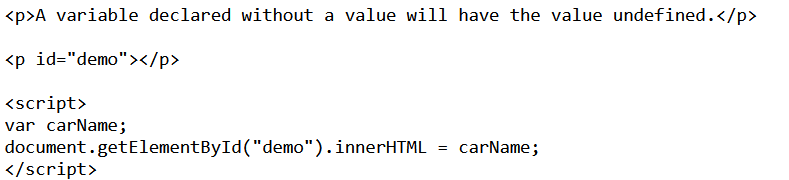 <p>A variable declared without a value will have the value undefined.</p>
<p id="demo"></p>
<script>
var carName;
document.getElementById("demo").innerHTML = carName;
</script>